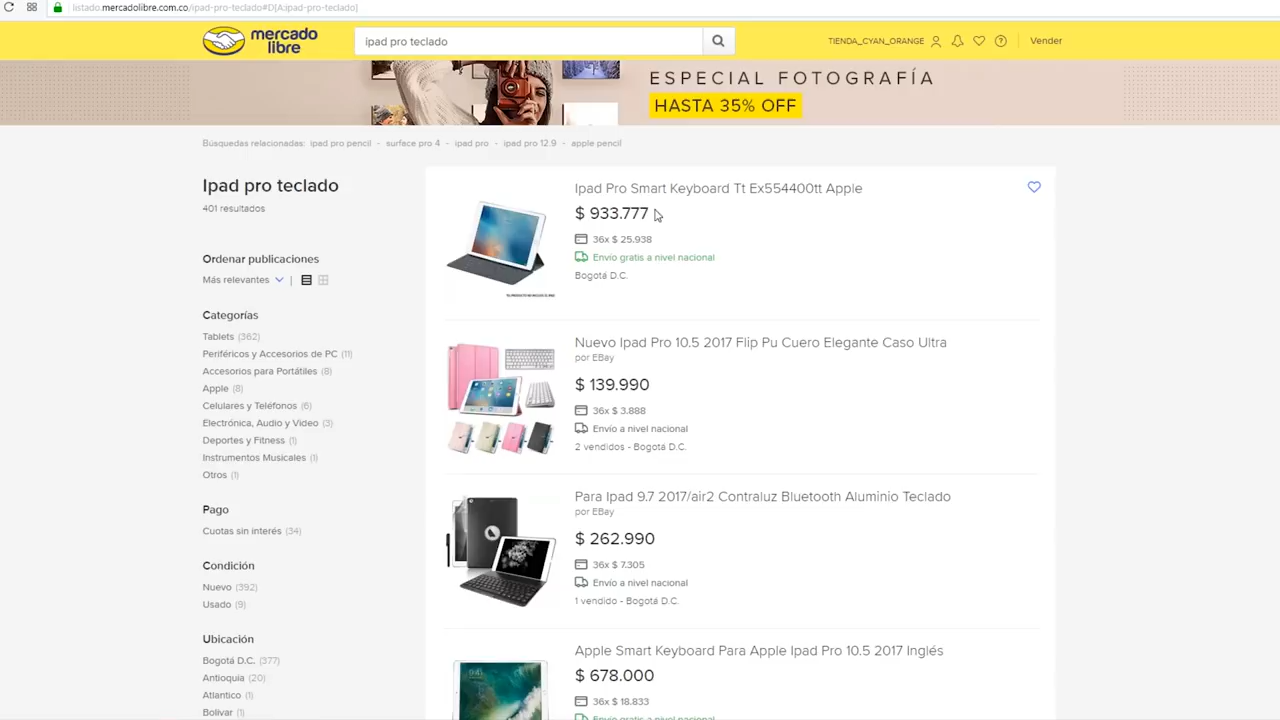 listado.mercadolibre.com.co/ipad-pro-teclado#D[A:ipad-pro-teclado]
mercado
libre
ipad pro teclado
TIENDA_CYAN_ORANGE
Vender
ESPECIAL FOTOGRAFÍA
HASTA 35% OFF
Búsquedas relacionadas: ipad pro pencil - surface pro 4 - ipad pro - ipad pro 12.9 - apple pencil
Ipad pro teclado
401 resultados
Ordenar publicaciones
Más relevantes
Categorías
Tablets (362)
Periféricos y Accesorios de PC (11)
Accesorios para Portátiles (8)
Apple (8)
Celulares y Teléfonos (6)
Electrónica, Audio y Video (3)
Deportes y Fitness (1)
Instrumentos Musicales (1)
Otros (1)
Pago
Cuotas sin interés (34)
Condición
Nuevo (392)
Usado (9)
Ubicación
Bogotá D.C. (377)
Antioquia (20)
Atlantico (1)
Bolivar (1)
Ipad Pro Smart Keyboard Tt Ex554400tt Apple
$ 933.777
36x $ 25.938
Envío gratis a nivel nacional
Bogotá D.C.
Nuevo Ipad Pro 10.5 2017 Flip Pu Cuero Elegante Caso Ultra
por EBay
$ 139.990
36x $ 3.888
Envío a nivel nacional
2 vendidos - Bogotá D.C.
Para Ipad 9.7 2017/air2 Contraluz Bluetooth Aluminio Teclado
por EBay
$ 262.990
36x $ 7.305
Envío a nivel nacional
1 vendido - Bogotá D.C.
Apple Smart Keyboard Para Apple Ipad Pro 10.5 2017 Inglés
$ 678.000
36x $ 18.833
Envío gratis a nivel nacional